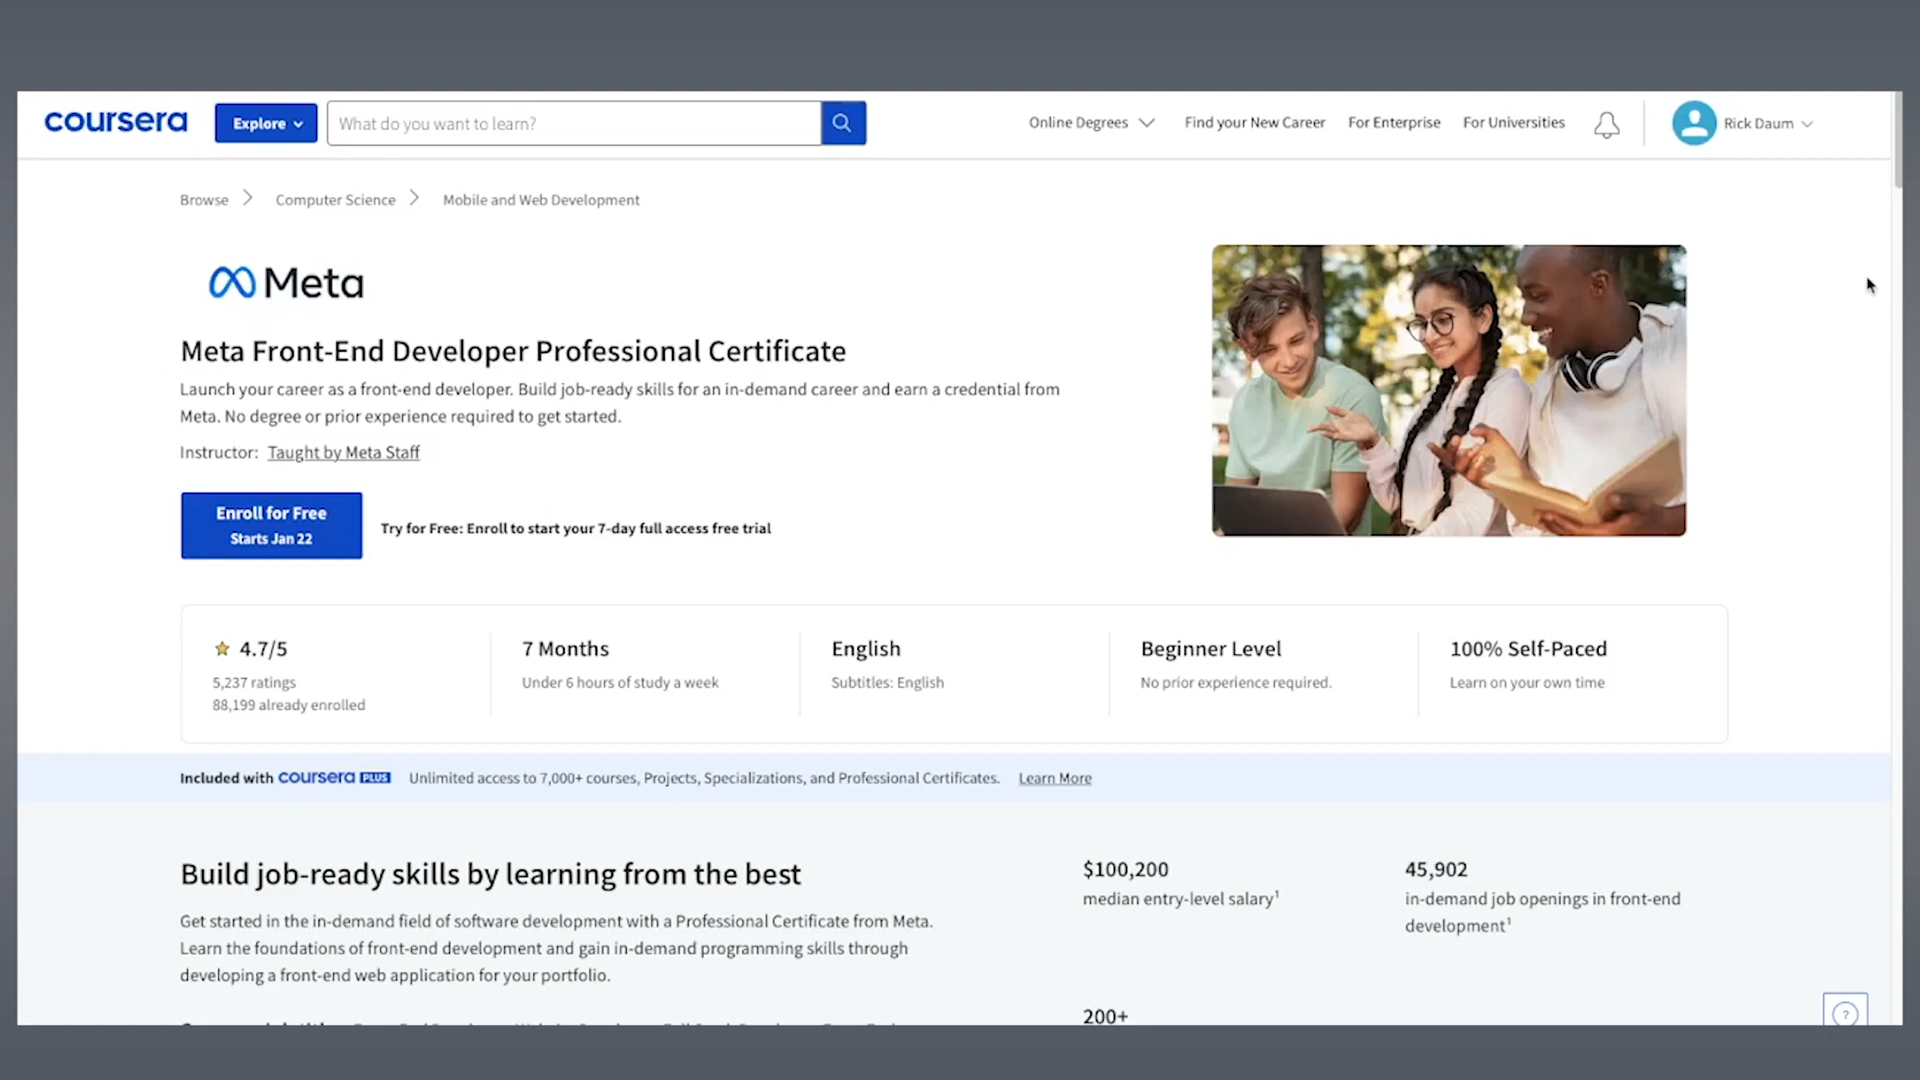 coursera
Explore
What do you want to learn?
Online Degrees
Find your New Career
For Enterprise
For Universities
Rick Daum
Browse
Computer Science
Mobile and Web Development
Meta
Meta Front-End Developer Professional Certificate
Launch your career as a front-end developer. Build job-ready skills for an in-demand career and earn a credential from
Meta. No degree or prior experience required to get started.
Instructor: Taught by Meta Staff
Enroll for Free
Starts Jan 22
Try for Free: Enroll to start your 7-day full access free trial
4.7/5
5,237 ratings
88,199 already enrolled
7 Months
Under 6 hours of study a week
English
Subtitles: English
Beginner Level
No prior experience required.
100% Self-Paced
Learn on your own time
Included with coursera PLUS Unlimited access to 7,000+ courses, Projects, Specializations, and Professional Certificates. Learn More
Build job-ready skills by learning from the best
Get started in the in-demand field of software development with a Professional Certificate from Meta.
Learn the foundations of front-end development and gain in-demand programming skills through
developing a front-end web application for your portfolio.
$100,200
median entry-level salary¹
45,902
in-demand job openings in front-end
development¹
200+
?